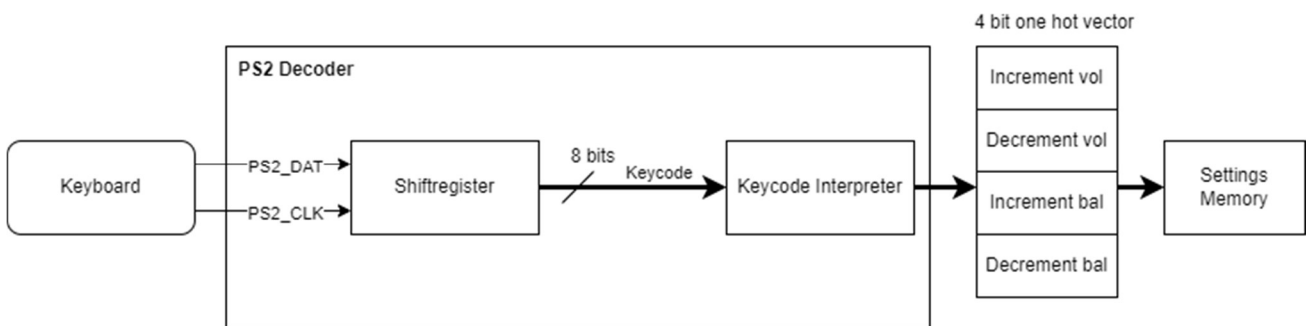 4 bit one hot vector
PS2 Decoder
Increment vol
Decrement vol
8 bits
PS2_DAT
Keycode
Keyboard
Shiftregister
Keycode Interpreter
Settings
Memory
PS2_CLK
Increment bal
Decrement bal